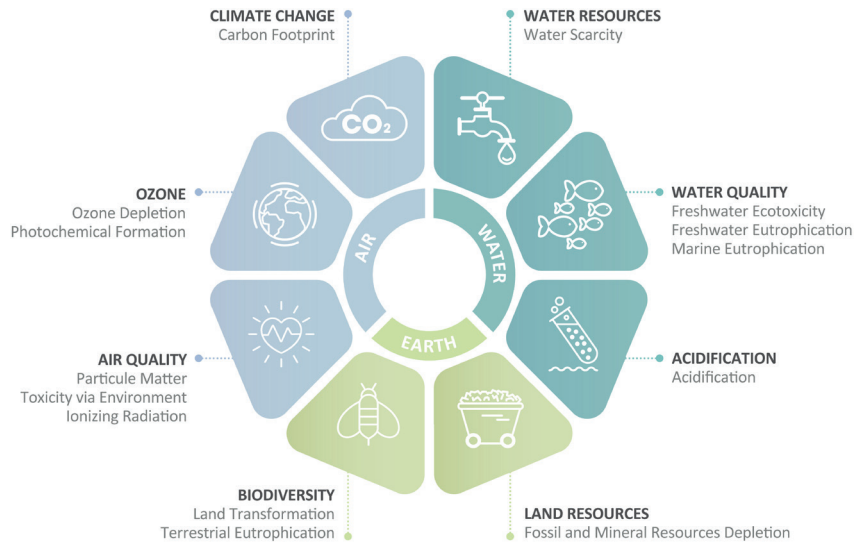 CLIMATE CHANGE
Carbon Footprint
WATER RESOURCES
Water Scarcity
CO2
OZONE
Ozone Depletion
Photochemical Formation
WATER QUALITY
Freshwater Ecotoxicity
Freshwater Eutrophication
Marine Eutrophication
AIR
WATER
EARTH
AIR QUALITY
Particule Matter
Toxicity via Environment
Ionizing Radiation
ACIDIFICATION
Acidification
BIODIVERSITY
Land Transformation
Terrestrial Eutrophication
LAND RESOURCES
Fossil and Mineral Resources Depletion